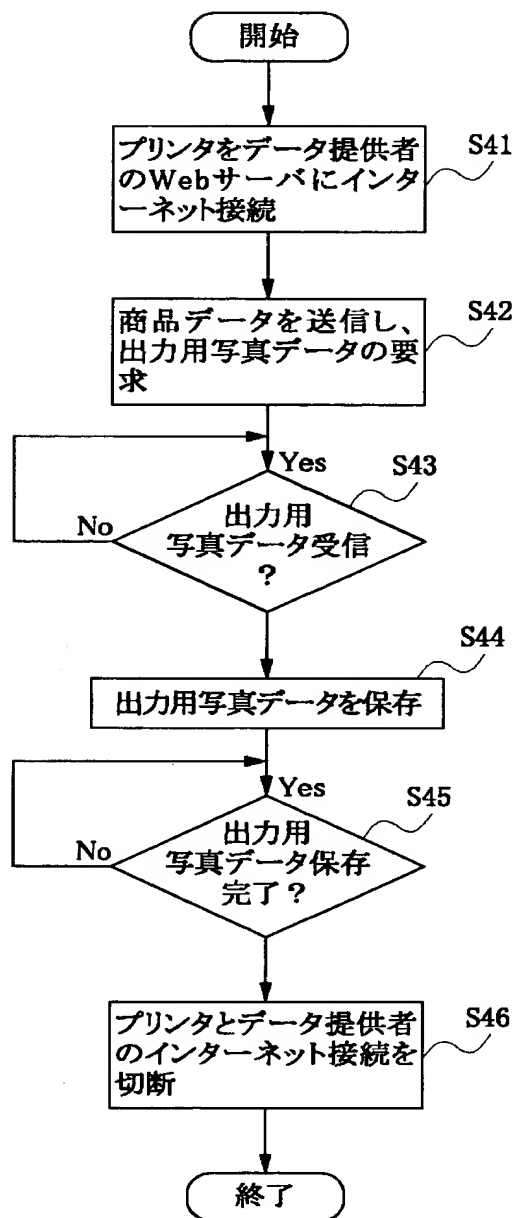 開始
プリンタをデータ提供者
のWebサーバにインタ
ーネット接続
S41
商品データを送信し、
出力用写真データの要
求
S42
Yes
S43
No
出力用
写真データ受信
?
S44
出力用写真データを保存
Yes
S45
No
出力用
写真データ保存
完了?
プリンタとデータ提供者
のインターネット接続を
切断
S46
終了